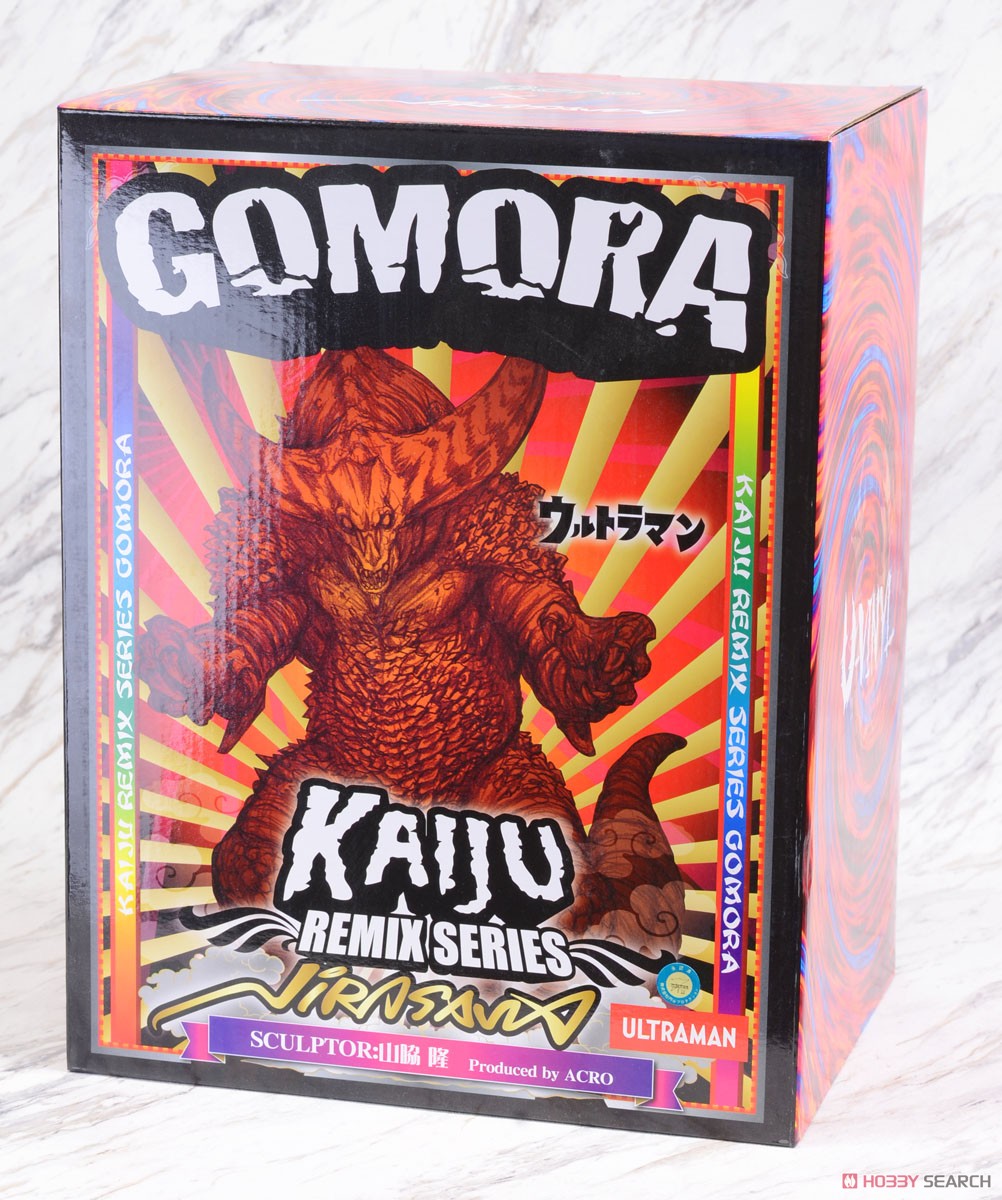 GOMORA
ウルトラマン
KAIJU REMIX SERIES GOMORA
KAIJU REMIX SERIES GOMORA
KAIJU
REMIX SERIES
JiRASAWA
ULTRAMAN
SCULPTOR:山脇 隆 Produced by ACRO
HOBBY SEARCH